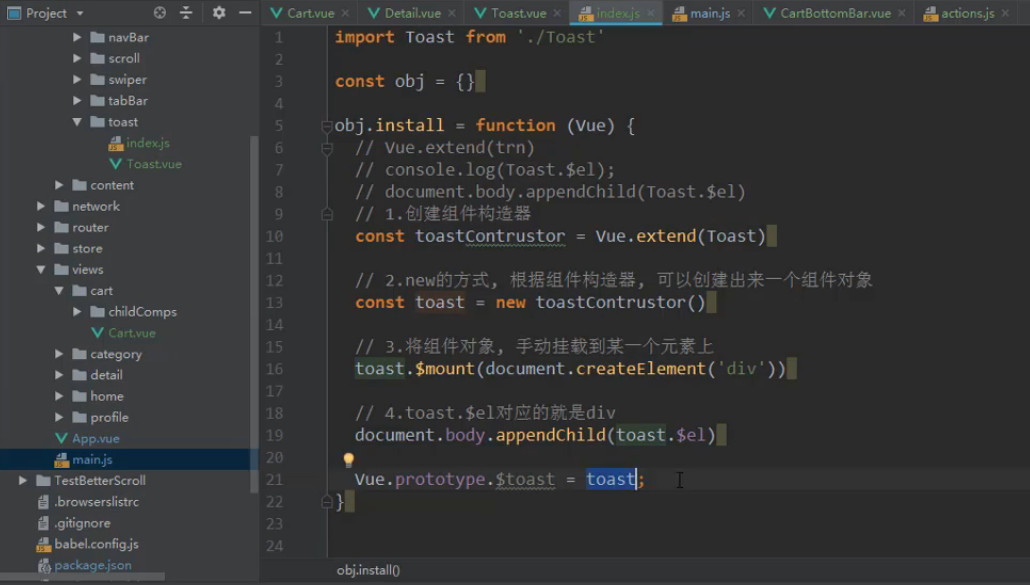 Project
Cart.vue
Detail.vue
Toast.vue
index.js
main.js
CartBottomBar.vue
actions.js
navBar
scroll
swiper
tabBar
toast
index.js
Toast.vue
content
network
router
store
views
cart
childComps
Cart.vue
category
detail
home
profile
App.vue
main.js
TestBetterScroll
.browserslistrc
.gitignore
babel.config.js
package.json
1 import Toast from './Toast'
2
3 const obj = {}
4
5 obj.install = function (Vue) {
6 // Vue.extend(trn)
7 // console.log(Toast.$el);
8 // document.body.appendChild(Toast.$el)
9 // 1.创建组件构造器
10 const toastContrustor = Vue.extend(Toast)
11
12 // 2.new的方式, 根据组件构造器, 可以创建出来一个组件对象
13 const toast = new toastContrustor()
14
15 // 3.将组件对象, 手动挂载到某一个元素上
16 toast.$mount(document.createElement('div'))
17
18 // 4.toast.$el对应的就是div
19 document.body.appendChild(toast.$el)
20
21 Vue.prototype.$toast = toast;
22 }
23
24
obj.install()